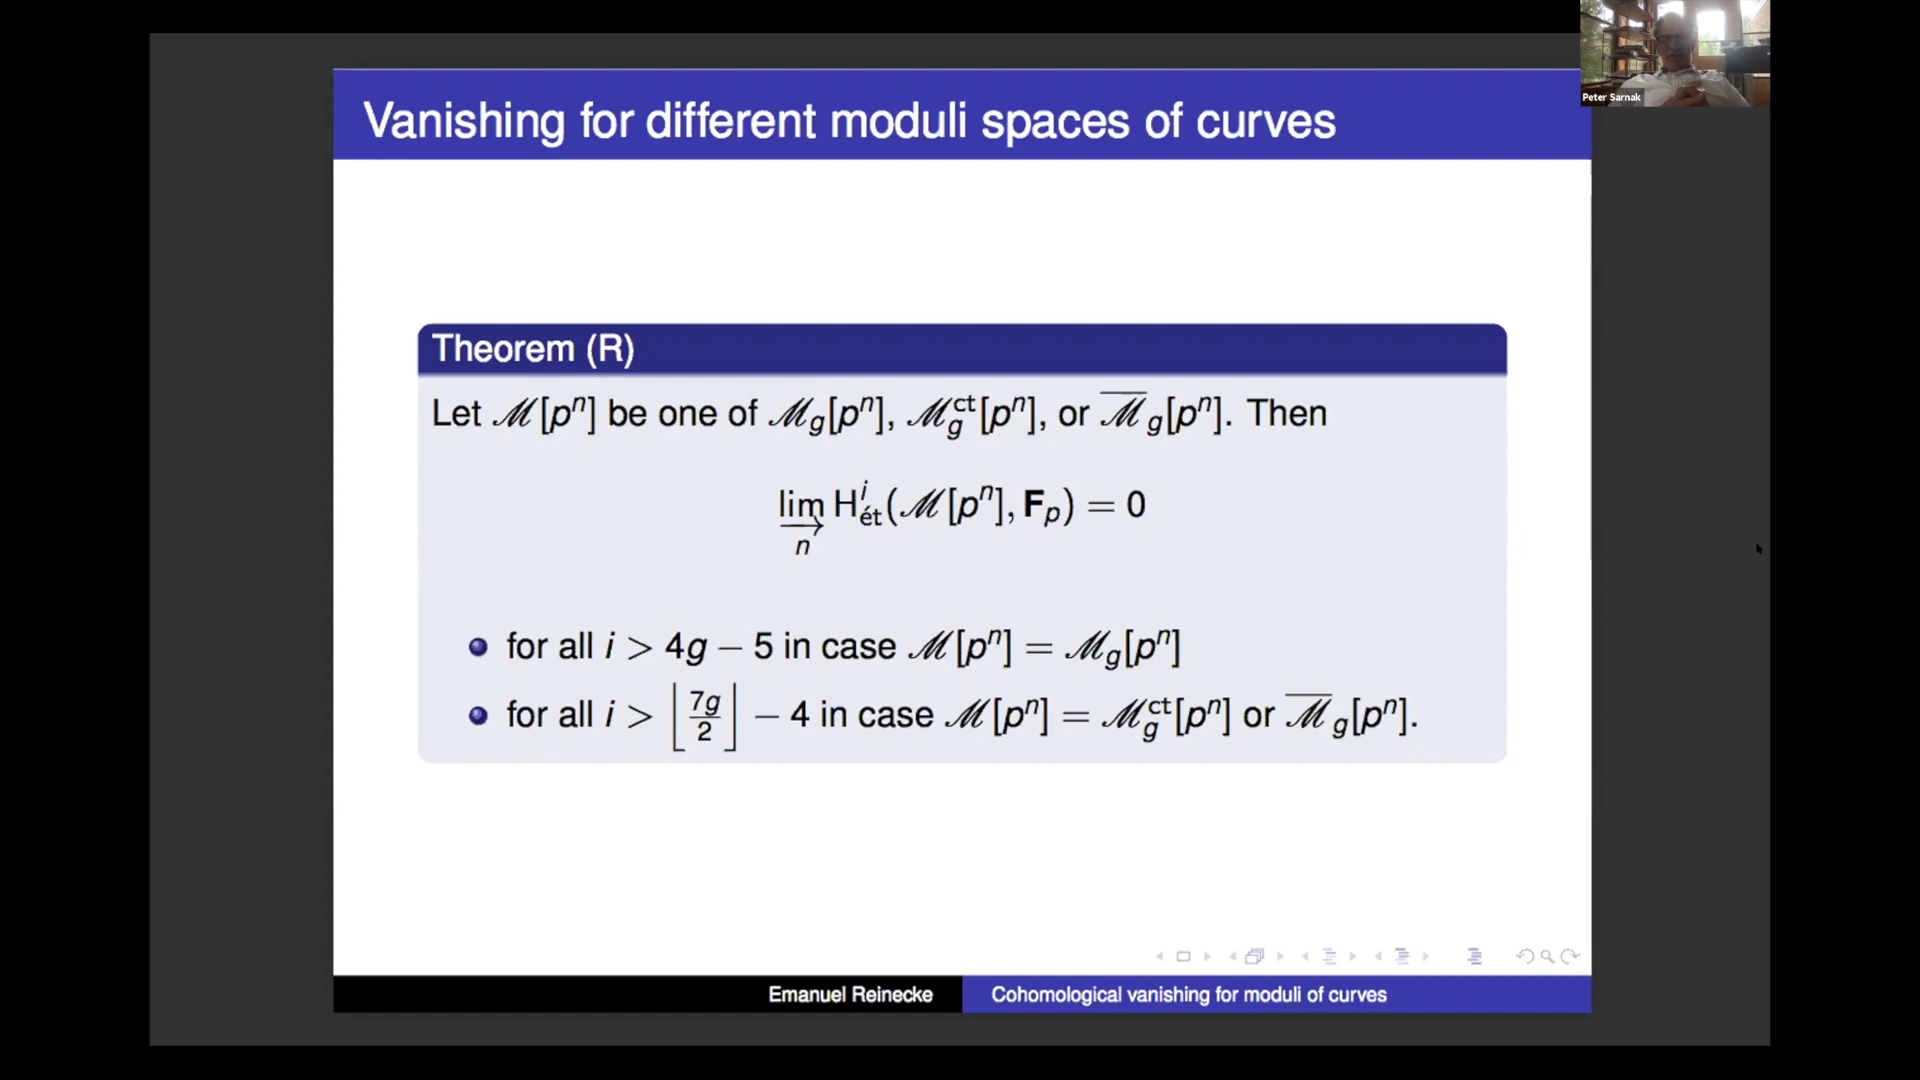 Peter Sarnak
Vanishing for different moduli spaces of curves
Theorem (R)
Let ℳ[pⁿ] be one of ℳ_g[pⁿ], ℳ_g^ct[pⁿ], or ℳ̅_g[pⁿ]. Then
lim→_n H^i_ét(ℳ[pⁿ], F_p) = 0
for all i > 4g − 5 in case ℳ[pⁿ] = ℳ_g[pⁿ]
for all i > ⌊7g/2⌋ − 4 in case ℳ[pⁿ] = ℳ_g^ct[pⁿ] or ℳ̅_g[pⁿ].
Emanuel Reinecke
Cohomological vanishing for moduli of curves